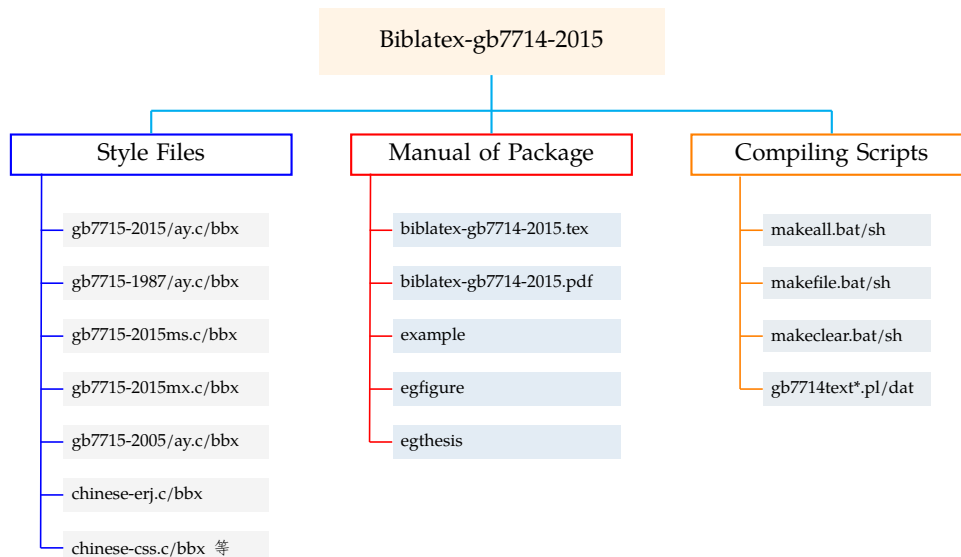 Biblatex-gb7714-2015
Style Files
gb7715-2015/ay.c/bbx
gb7715-1987/ay.c/bbx
gb7715-2015ms.c/bbx
gb7715-2015mx.c/bbx
gb7715-2005/ay.c/bbx
chinese-erj.c/bbx
chinese-css.c/bbx 等
Manual of Package
biblatex-gb7714-2015.tex
biblatex-gb7714-2015.pdf
example
egfigure
egthesis
Compiling Scripts
makeall.bat/sh
makefile.bat/sh
makeclear.bat/sh
gb7714text*.pl/dat